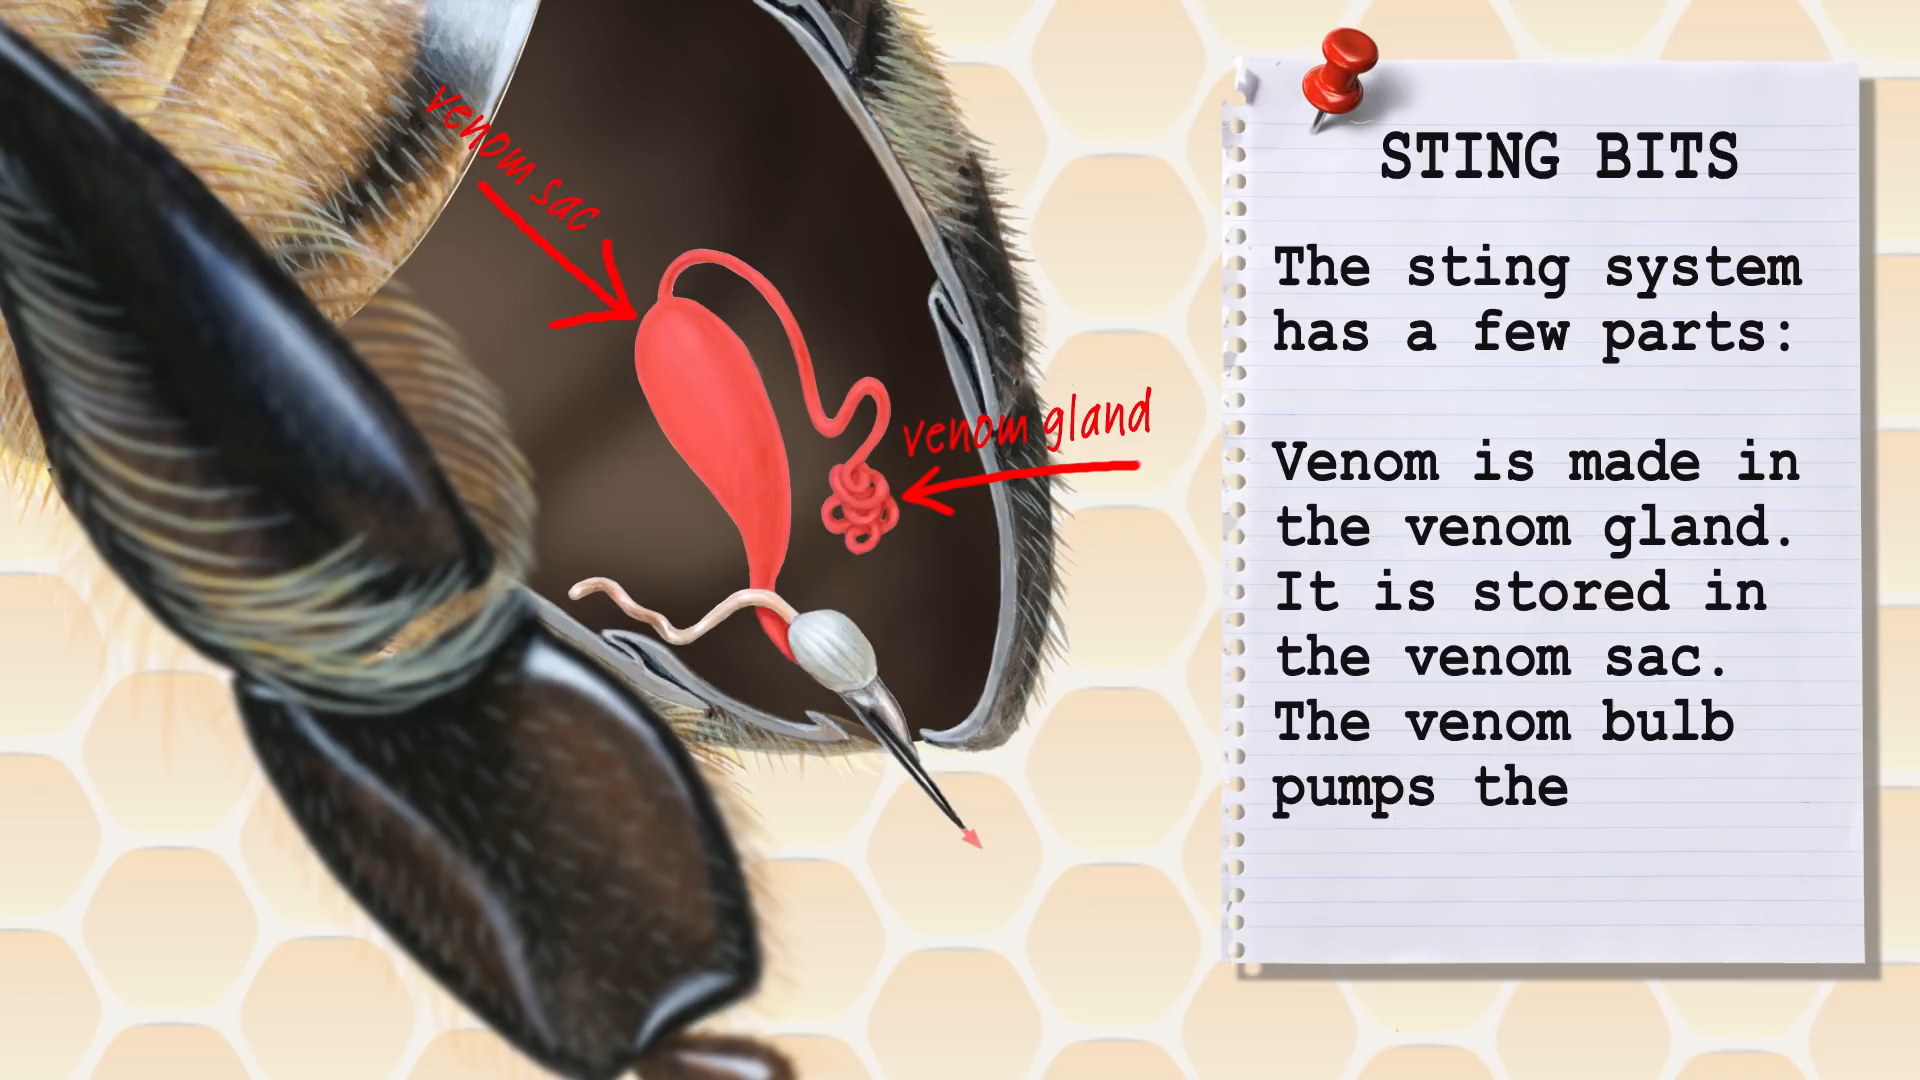 venom sac
venom gland
STING BITS
The sting system
has a few parts:
Venom is made in
the venom gland.
It is stored in
the venom sac.
The venom bulb
pumps the